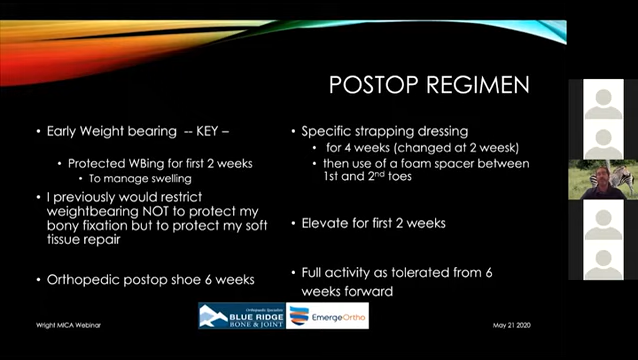 POSTOP REGIMEN
• Early Weight bearing -- KEY –
• Protected WBing for first 2 weeks
• To manage swelling
• I previously would restrict
weightbearing NOT to protect my
bony fixation but to protect my soft
tissue repair
• Orthopedic postop shoe 6 weeks
• Specific strapping dressing
• for 4 weeks (changed at 2 weesk)
• then use of a foam spacer between
1st and 2nd toes
• Elevate for first 2 weeks
• Full activity as tolerated from 6
weeks forward
Orthopaedic Specialists
BLUE RIDGE
BONE & JOINT
EmergeOrtho
Wright MICA Webinar
May 21 2020